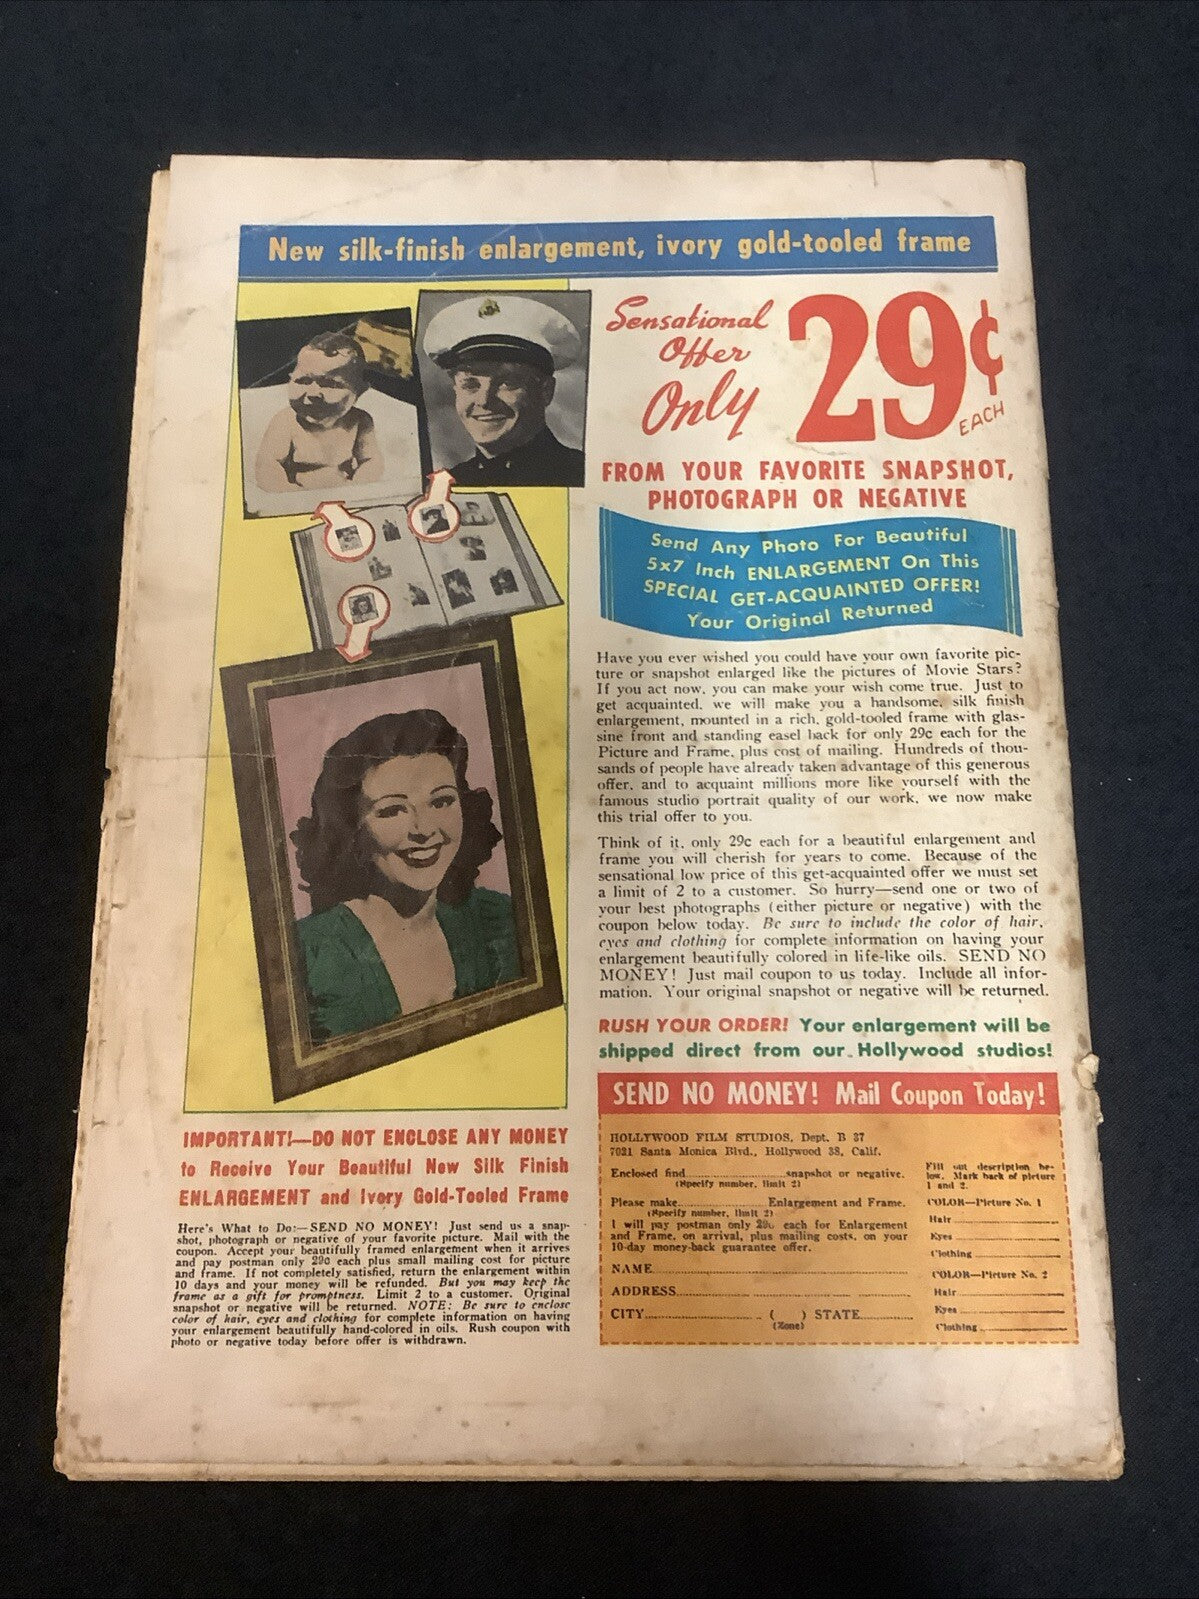 New silk-finish enlargement, ivory gold-tooled frame
Sensational
Offer
Only
29¢
EACH
FROM YOUR FAVORITE SNAPSHOT,
PHOTOGRAPH OR NEGATIVE
Send Any Photo For Beautiful
5x7 Inch ENLARGEMENT On This
SPECIAL GET-ACQUAINTED OFFER!
Your Original Returned
Have you ever wished you could have your own favorite pic-
ture or snapshot enlarged like the pictures of Movie Stars?
If you act now, you can make your wish come true. Just to
get acquainted, we will make you a handsome, silk finish
enlargement, mounted in a rich, gold-tooled frame with glas-
sine front and standing easel back for only 29c each for the
Picture and Frame, plus cost of mailing. Hundreds of thou-
sands of people have already taken advantage of this generous
offer, and to acquaint millions more like yourself with the
famous studio portrait quality of our work, we now make
this trial offer to you.
Think of it, only 29c each for a beautiful enlargement and
frame you will cherish for years to come. Because of the
sensational low price of this get-acquainted offer we must set
a limit of 2 to a customer. So hurry—send one or two of
your best photographs (either picture or negative) with the
coupon below today. Be sure to include the color of hair,
eyes and clothing for complete information on having your
enlargement beautifully colored in life-like oils. SEND NO
MONEY! Just mail coupon to us today. Include all infor-
mation. Your original snapshot or negative will be returned.
RUSH YOUR ORDER! Your enlargement will be
shipped direct from our Hollywood studios!
IMPORTANT!—DO NOT ENCLOSE ANY MONEY
to Receive Your Beautiful New Silk Finish
ENLARGEMENT and Ivory Gold-Tooled Frame
Here's What to Do:—SEND NO MONEY! Just send us a snap-
shot, photograph or negative of your favorite picture. Mail with the
coupon. Accept your beautifully framed enlargement when it arrives
and pay postman only 29c each plus small mailing cost for picture
and frame. If not completely satisfied, return the enlargement within
10 days and your money will be refunded. But you may keep the
frame as a gift for promptness. Limit 2 to a customer. Original
snapshot or negative will be returned. NOTE: Be sure to enclose
color of hair, eyes and clothing for complete information on having
your enlargement beautifully hand-colored in oils. Rush coupon with
photo or negative today before offer is withdrawn.
SEND NO MONEY! Mail Coupon Today!
HOLLYWOOD FILM STUDIOS, Dept. B 37
7021 Santa Monica Blvd., Hollywood 38, Calif.
Enclosed find snapshot or negative.
(Specify number, limit 2)
Please make Enlargement and Frame.
(Specify number, limit 2)
I will pay postman only 29c each for Enlargement
and Frame, on arrival, plus mailing costs, on your
10-day money-back guarantee offer.
NAME
ADDRESS
CITY ( ) STATE
(Zone)
Fill out description be-
low. Mark back of picture
1 and 2.
COLOR—Picture No. 1
Hair
Eyes
Clothing
COLOR—Picture No. 2
Hair
Eyes
Clothing